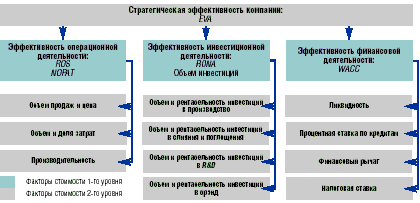 Стратегическая эффективность компании:
EVA
Эффективность операционной
деятельности:
ROS
NOPAT
Эффективность инвестиционной
деятельности:
RONA
Объем инвестиций
Эффективность финансовой
деятельности:
WACC
Объем продаж и цена
Объем и доля затрат
Производительность
Объем и рентабельность инвестиций
в производство
Объем и рентабельность инвестиций
в слияния и поглощения
Объем и рентабельность инвестиций
в R&D
Объем и рентабельность инвестиций
в брэнд
Ликвидность
Процентная ставка по кредитам
Финансовый рычаг
Налоговая ставка
Факторы стоимости 1-го уровня
Факторы стоимости 2-го уровня